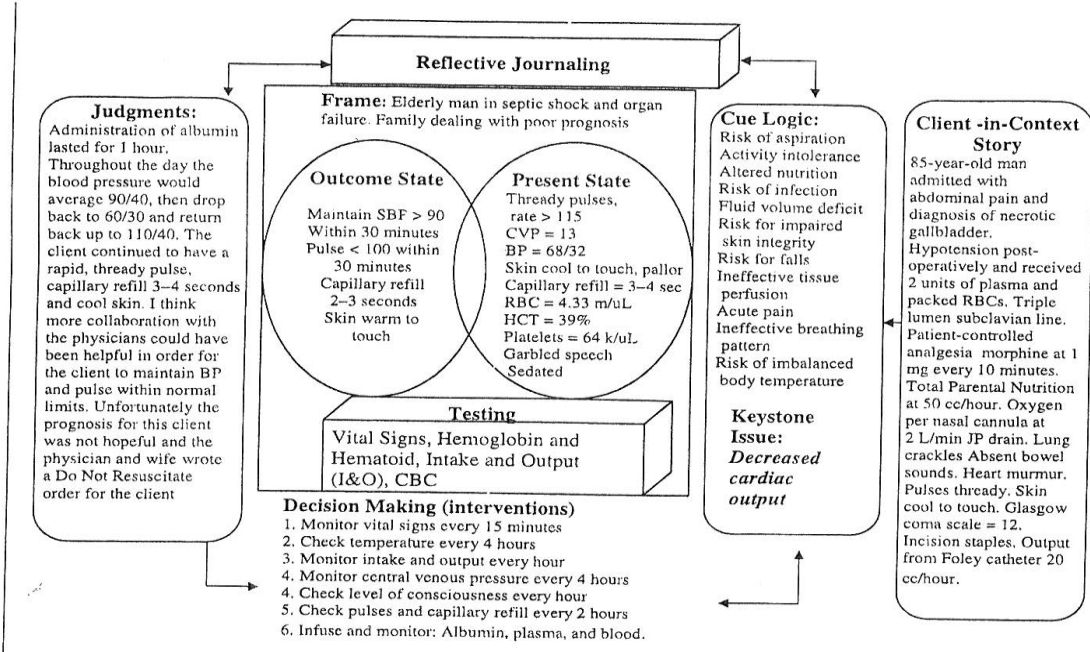 Reflective Journaling
Judgments:
Administration of albumin
lasted for 1 hour.
Throughout the day the
blood pressure would
average 90/40, then drop
back to 60/30 and return
back up to 110/40. The
client continued to have a
rapid, thready pulse,
capillary refill 3–4 seconds
and cool skin. I think
more collaboration with
the physicians could have
been helpful in order for
the client to maintain BP
and pulse within normal
limits. Unfortunately the
prognosis for this client
was not hopeful and the
physician and wife wrote
a Do Not Resuscitate
order for the client
Frame: Elderly man in septic shock and organ
failure. Family dealing with poor prognosis
Outcome State
Maintain SBF > 90
Within 30 minutes
Pulse < 100 within
30 minutes
Capillary refill
2–3 seconds
Skin warm to
touch
Present State
Thready pulses,
rate > 115
CVP = 13
BP = 68/32
Skin cool to touch, pallor
Capillary refill = 3–4 sec
RBC = 4.33 m/uL
HCT = 39%
Platelets = 64 k/uL
Garbled speech
Sedated
Testing
Vital Signs, Hemoglobin and
Hematoid, Intake and Output
(I&O), CBC
Decision Making (interventions)
1. Monitor vital signs every 15 minutes
2. Check temperature every 4 hours
3. Monitor intake and output every hour
4. Monitor central venous pressure every 4 hours
4. Check level of consciousness every hour
5. Check pulses and capillary refill every 2 hours
6. Infuse and monitor: Albumin, plasma, and blood.
Cue Logic:
Risk of aspiration
Activity intolerance
Altered nutrition
Risk of infection
Fluid volume deficit
Risk for impaired
skin integrity
Risk for falls
Ineffective tissue
perfusion
Acute pain
Ineffective breathing
pattern
Risk of imbalanced
body temperature
Keystone
Issue:
Decreased
cardiac
output
Client -in-Context
Story
85-year-old man
admitted with
abdominal pain and
diagnosis of necrotic
gallbladder.
Hypotension post-
operatively and received
2 units of plasma and
packed RBCs. Triple
lumen subclavian line.
Patient-controlled
analgesia morphine at 1
mg every 10 minutes.
Total Parental Nutrition
at 50 cc/hour. Oxygen
per nasal cannula at
2 L/min JP drain. Lung
crackles Absent bowel
sounds. Heart murmur.
Pulses thready. Skin
cool to touch. Glasgow
coma scale = 12.
Incision staples. Output
from Foley catheter 20
cc/hour.